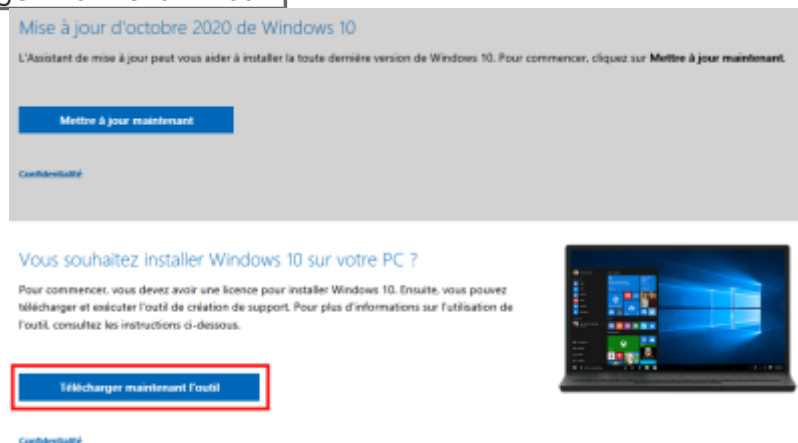 Mise à jour d'octobre 2020 de Windows 10
L'Assistant de mise à jour peut vous aider à installer la toute dernière version de Windows 10. Pour commencer, cliquez sur Mettre à jour maintenant.
Mettre à jour maintenant
Confidentialité
Vous souhaitez installer Windows 10 sur votre PC ?
Pour commencer, vous devez avoir une licence pour installer Windows 10. Ensuite, vous pouvez
télécharger et exécuter l'outil de création de support. Pour plus d'informations sur l'utilisation de
l'outil, consultez les instructions ci-dessous.
Télécharger maintenant l'outil
Confidentialité